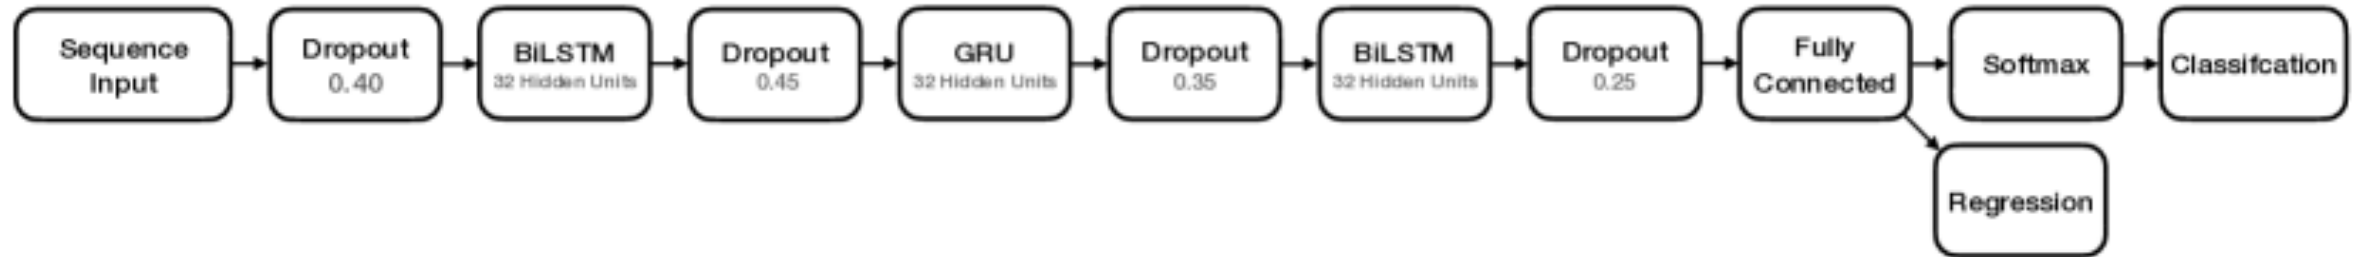 Sequence
Input
Dropout
0.40
BiLSTM
32 Hidden Units
Dropout
0.45
GRU
32 Hidden Units
Dropout
0.35
BiLSTM
32 Hidden Units
Dropout
0.25
Fully
Connected
Softmax
Classifcation
Regression